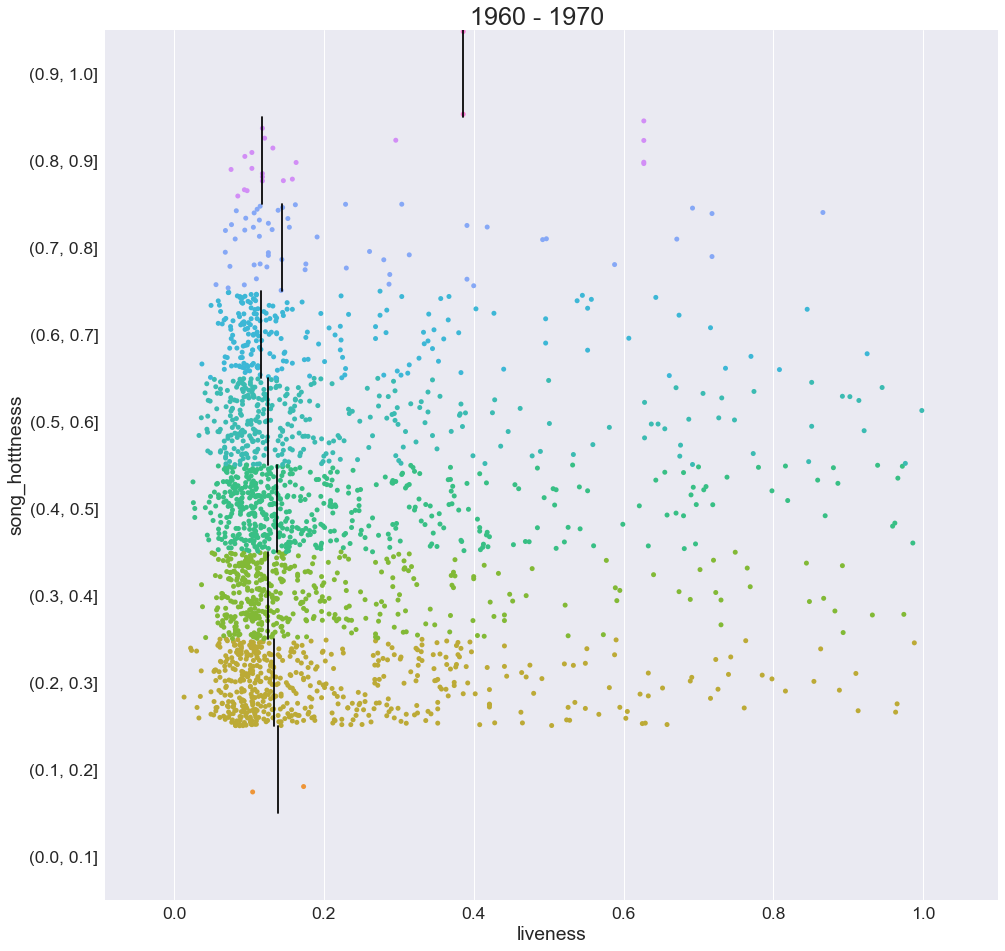 1960 - 1970
(0.9, 1.0]
(0.8, 0.9]
(0.7, 0.8]
(0.6, 0.7]
(0.5, 0.6]
(0.4, 0.5]
(0.3, 0.4]
(0.2, 0.3]
(0.1, 0.2]
(0.0, 0.1]
song_hotttnesss
0.0 0.2 0.4 0.6 0.8 1.0
liveness